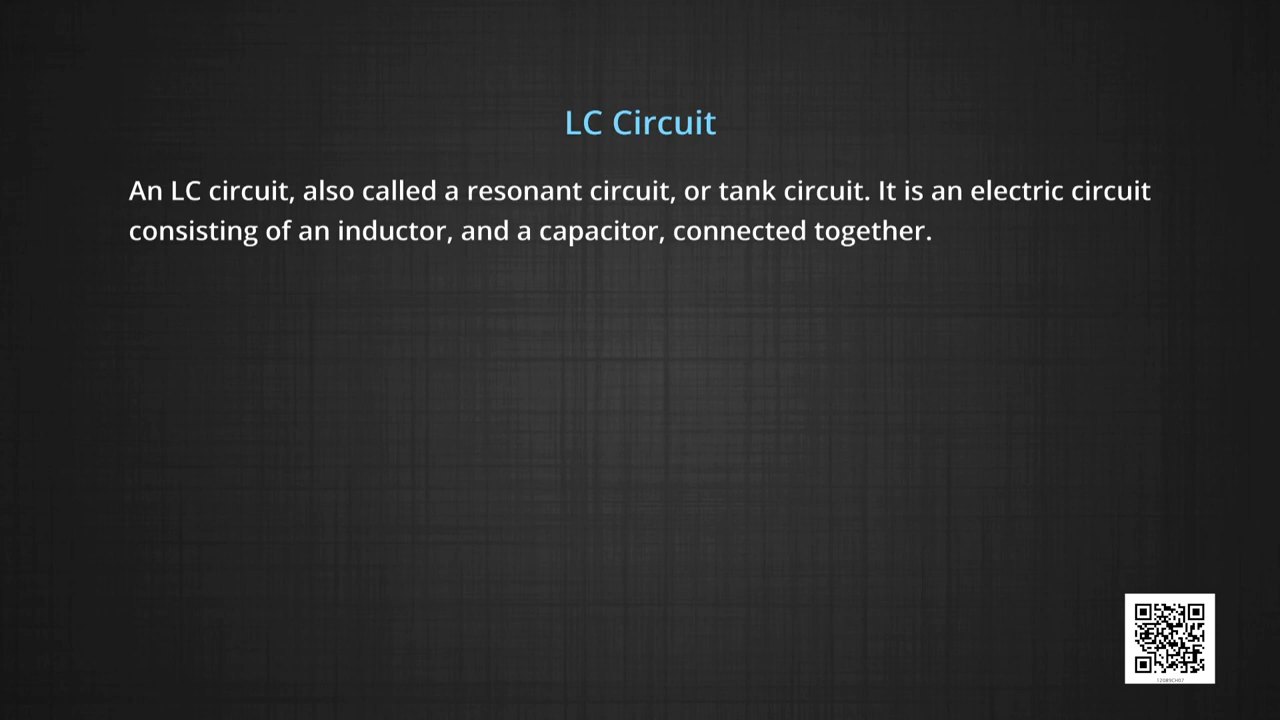 LC Circuit
An LC circuit, also called a resonant circuit, or tank circuit. It is an electric circuit
consisting of an inductor, and a capacitor, connected together.